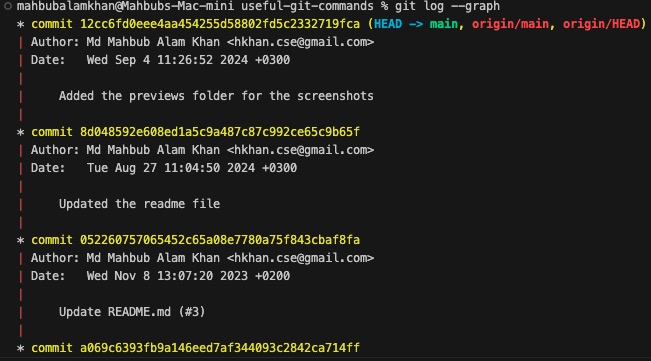 mahbubalamkhan@Mahbubs-Mac-mini useful-git-commands % git log --graph
* commit 12cc6fd0eee4aa454255d58802fd5c2332719fca (HEAD -> main, origin/main, origin/HEAD)
| Author: Md Mahbub Alam Khan <hkhan.cse@gmail.com>
| Date:   Wed Sep 4 11:26:52 2024 +0300
|
|     Added the previews folder for the screenshots
|
* commit 8d048592e608ed1a5c9a487c87c992ce65c9b65f
| Author: Md Mahbub Alam Khan <hkhan.cse@gmail.com>
| Date:   Tue Aug 27 11:04:50 2024 +0300
|
|     Updated the readme file
|
* commit 052260757065452c65a08e7780a75f843cbaf8fa
| Author: Md Mahbub Alam Khan <hkhan.cse@gmail.com>
| Date:   Wed Nov 8 13:07:20 2023 +0200
|
|     Update README.md (#3)
|
* commit a069c6393fb9a146eed7af344093c2842ca714ff